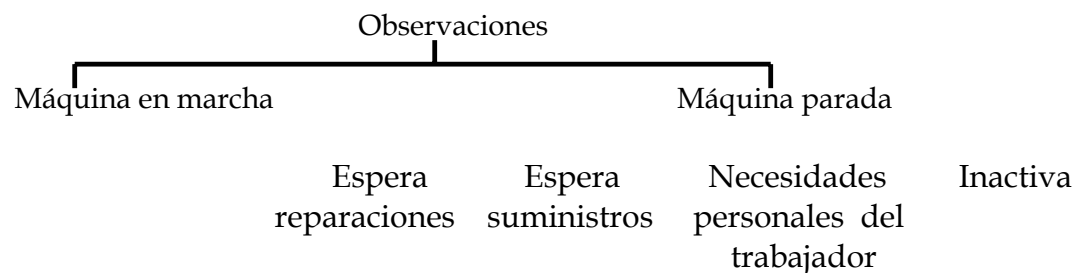 Observaciones
Máquina en marcha Máquina parada
Espera Espera Necesidades Inactiva
reparaciones suministros personales del
trabajador